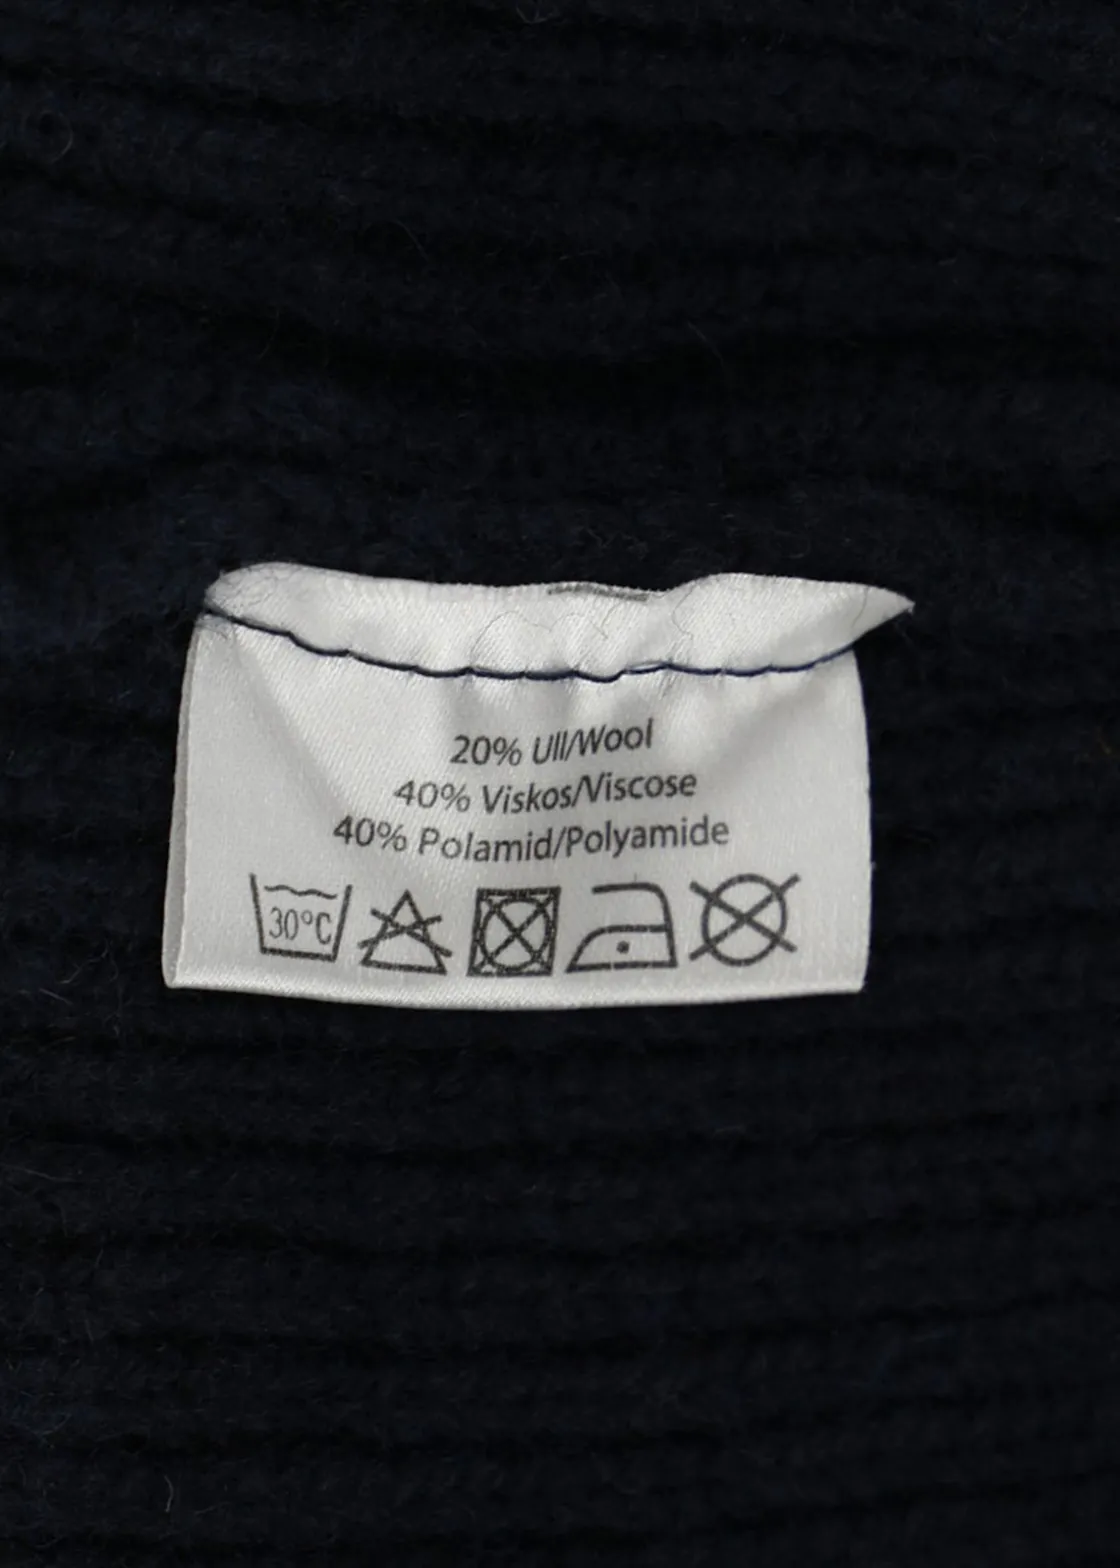 20% Ull/Wool
40% Viskos/Viscose
40% Polamid/Polyamide
30°C